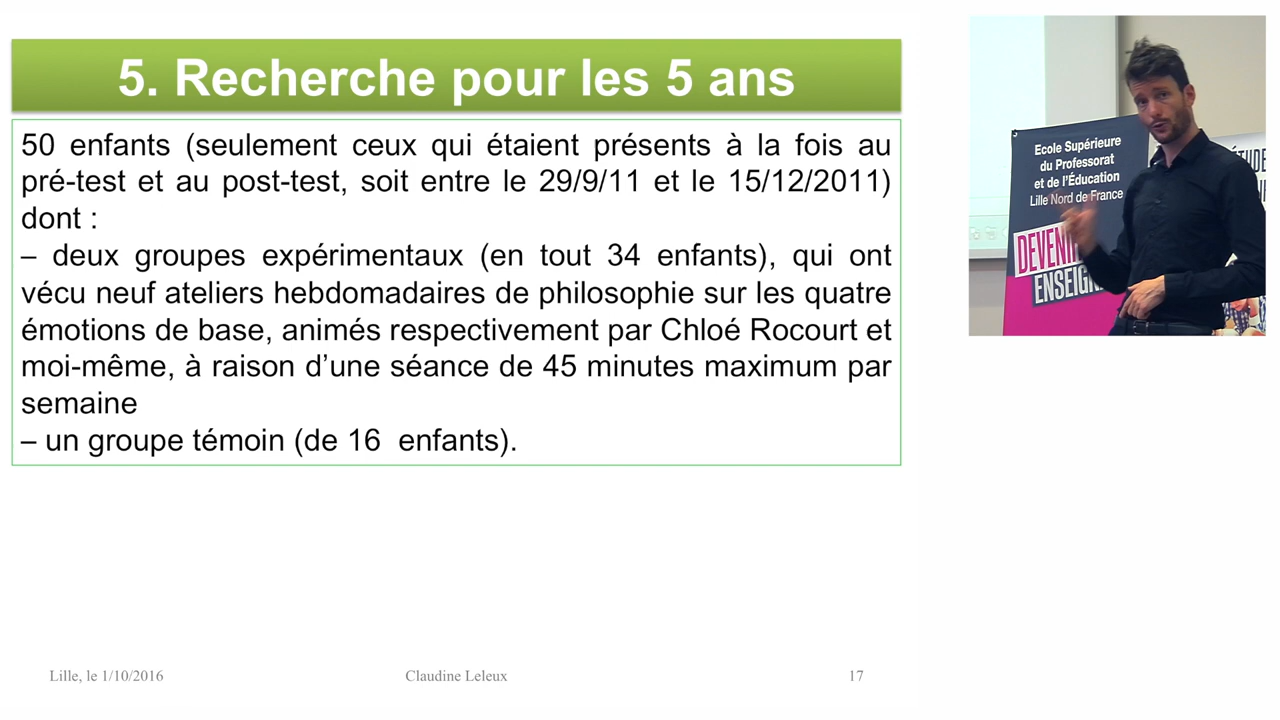 5. Recherche pour les 5 ans
50 enfants (seulement ceux qui étaient présents à la fois au
pré-test et au post-test, soit entre le 29/9/11 et le 15/12/2011)
dont :
– deux groupes expérimentaux (en tout 34 enfants), qui ont
vécu neuf ateliers hebdomadaires de philosophie sur les quatre
émotions de base, animés respectivement par Chloé Rocourt et
moi-même, à raison d’une séance de 45 minutes maximum par
semaine
– un groupe témoin (de 16  enfants).
Ecole Supérieure
du Professorat
et de l’Éducation
Lille Nord de France
Lille, le 1/10/2016
Claudine Leleux
17